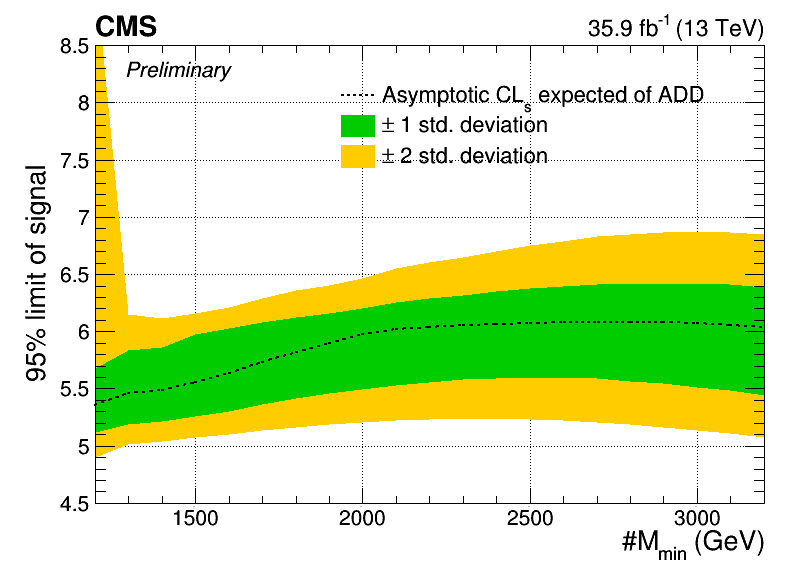 CMS
35.9 fb⁻¹ (13 TeV)
Preliminary
Asymptotic CLₛ expected of ADD
± 1 std. deviation
± 2 std. deviation
95% limit of signal
8.5
8
7.5
7
6.5
6
5.5
5
4.5
1500 2000 2500 3000
#M_min (GeV)